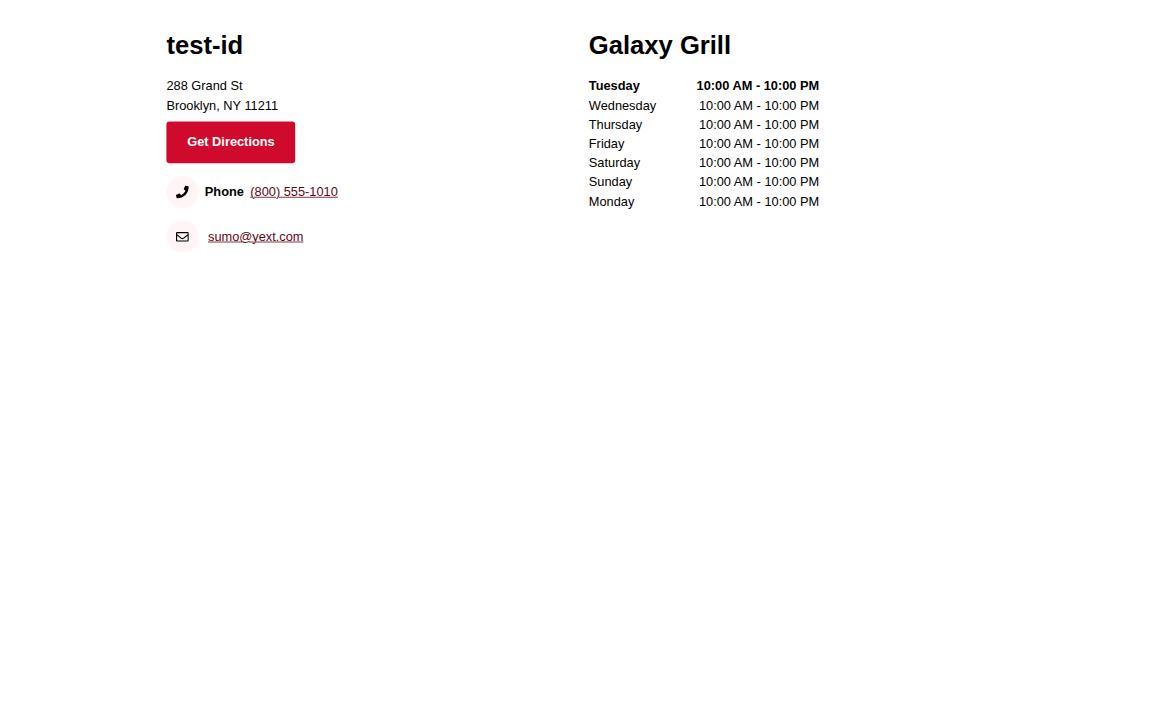 test-id
288 Grand St
Brooklyn, NY 11211
Get Directions
Phone (800) 555-1010
sumo@yext.com
Galaxy Grill
Tuesday 10:00 AM - 10:00 PM
Wednesday 10:00 AM - 10:00 PM
Thursday 10:00 AM - 10:00 PM
Friday 10:00 AM - 10:00 PM
Saturday 10:00 AM - 10:00 PM
Sunday 10:00 AM - 10:00 PM
Monday 10:00 AM - 10:00 PM